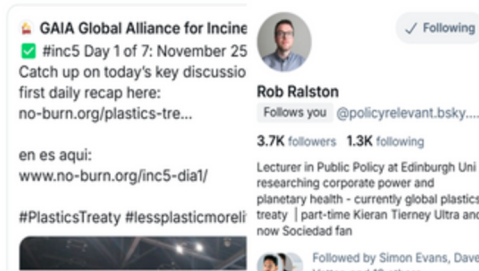 GAIA Global Alliance for Incine
#inc5 Day 1 of 7: November 25
Catch up on today's key discussio
first daily recap here:
no-burn.org/plastics-tre...
en es aqui:
www.no-burn.org/inc5-dia1/
#PlasticsTreaty #lessplasticmoreli
Following
Rob Ralston
Follows you @policyrelevant.bsky....
3.7K followers 1.3K following
Lecturer in Public Policy at Edinburgh Uni
researching corporate power and
planetary health - currently global plastics
treaty | part-time Kieran Tierney Ultra and
now Sociedad fan
Followed by Simon Evans, Dave